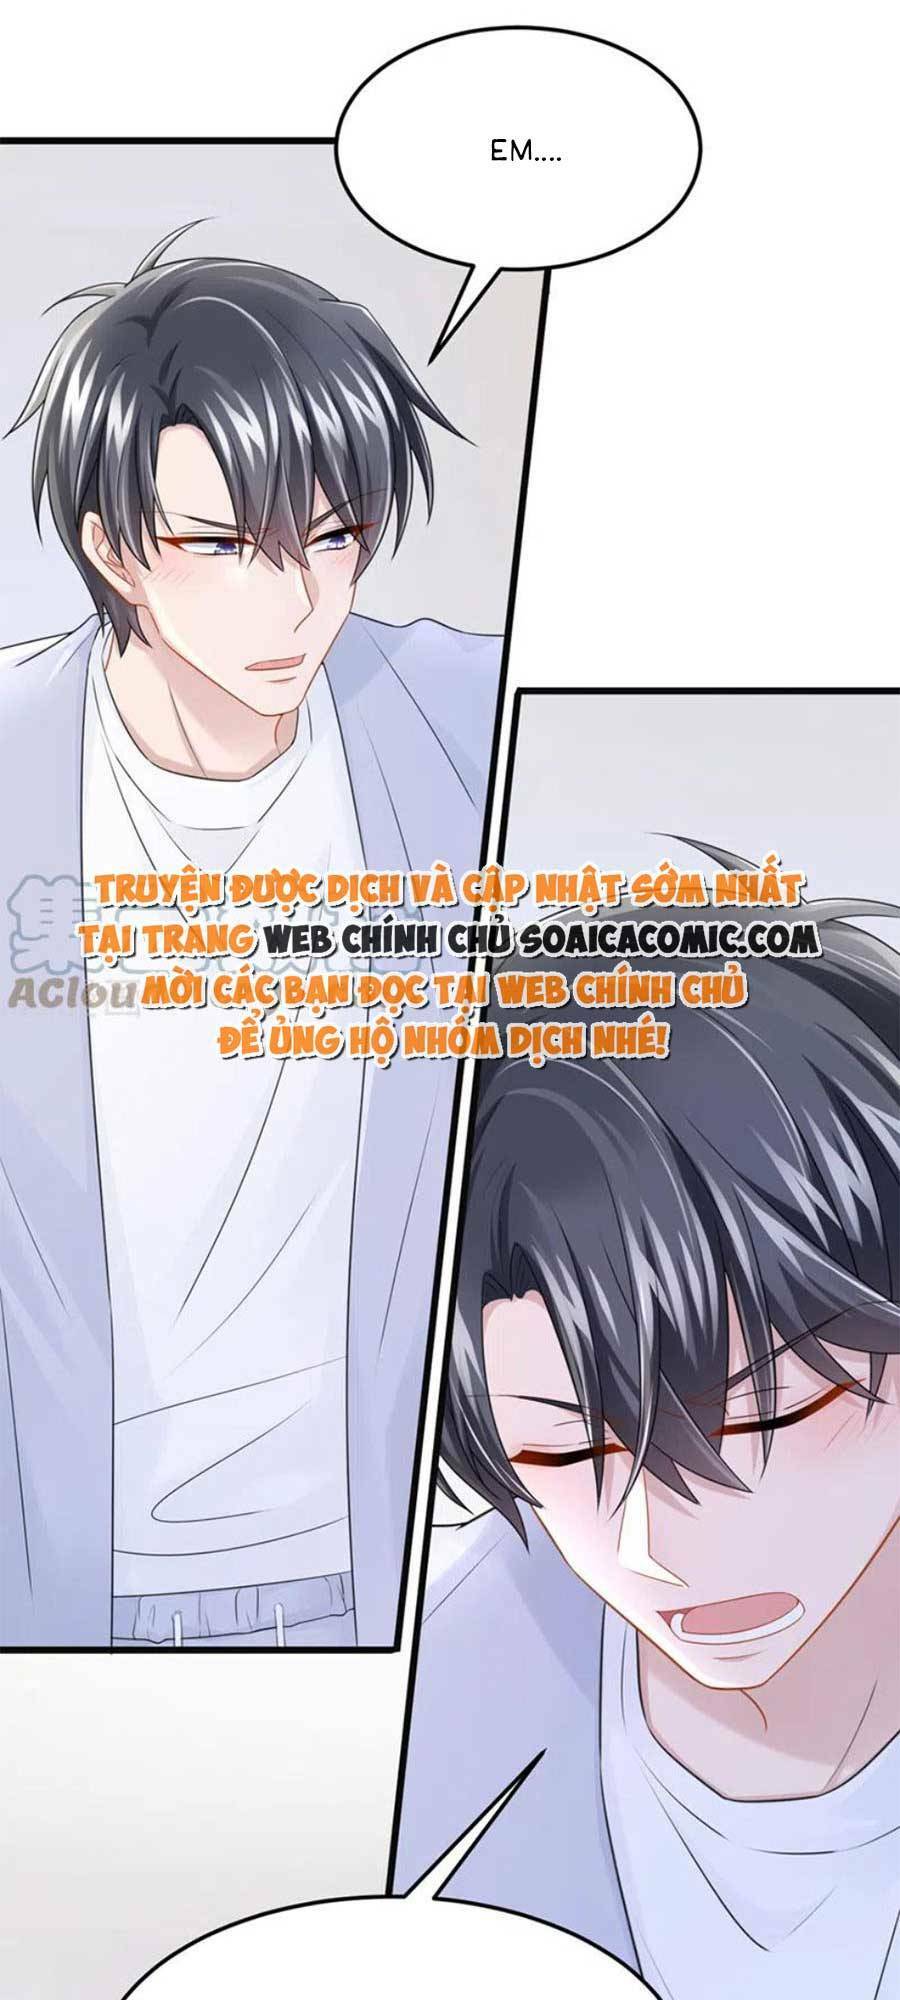 EM....
TRUYỆN ĐƯỢC DỊCH VÀ CẬP NHẬT SỚM NHẤT
TẠI TRANG WEB CHÍNH CHỦ SOAICACOMIC.COM
MỜI CÁC BẠN ĐỌC TẠI WEB CHÍNH CHỦ
ĐỂ ỦNG HỘ NHÓM DỊCH NHÉ!